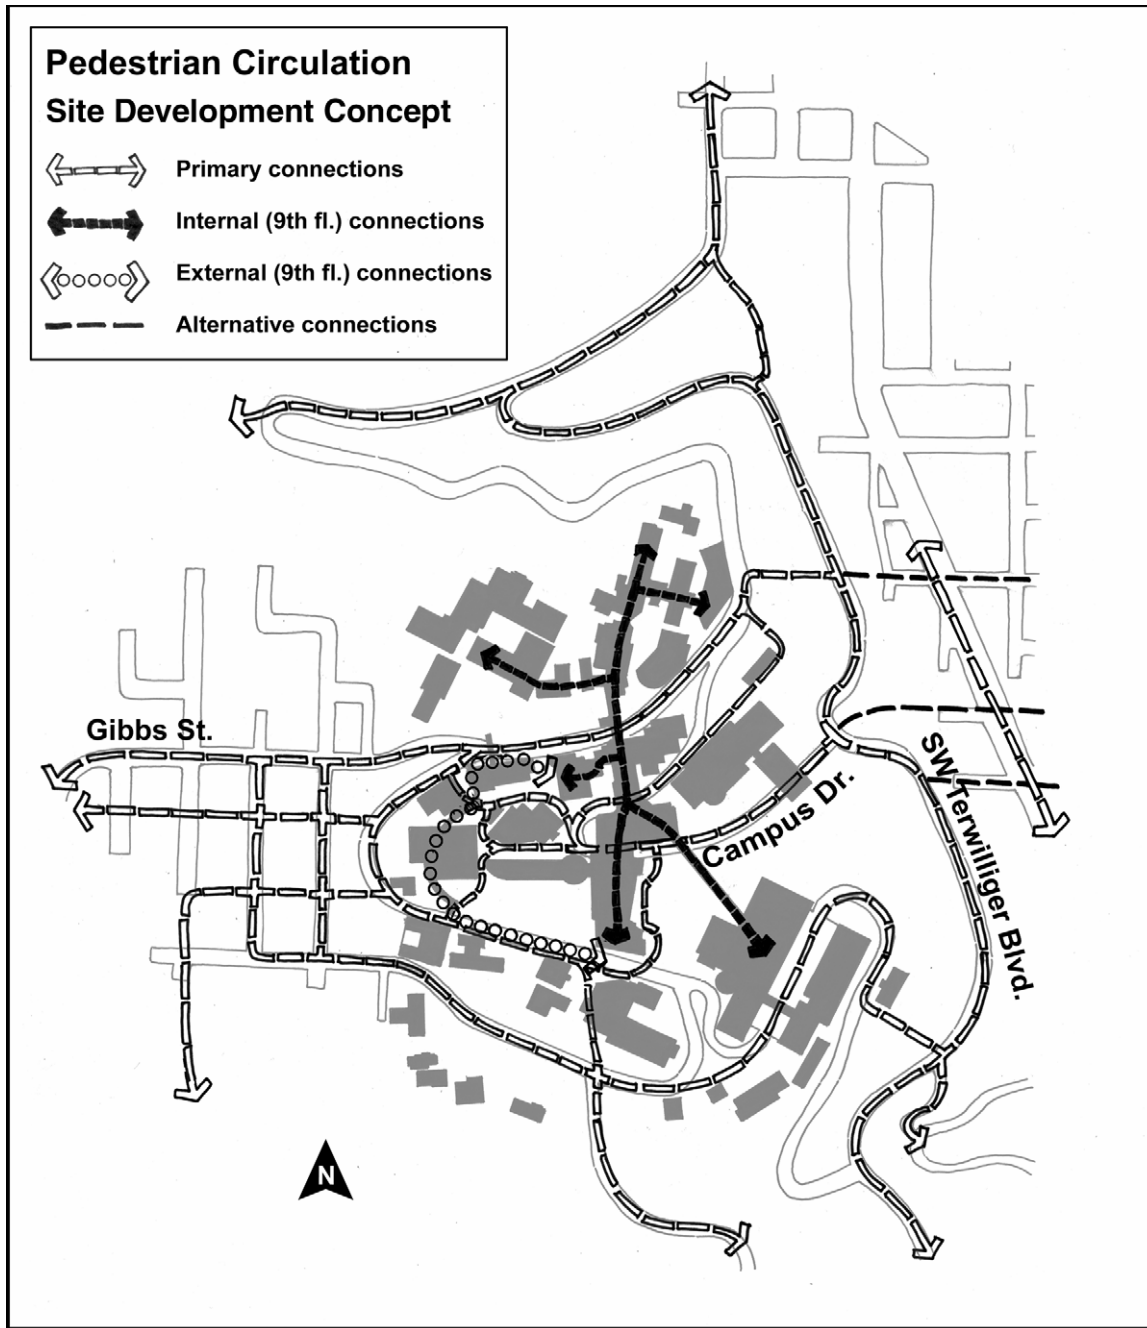 Pedestrian Circulation
Site Development Concept
Primary connections
Internal (9th fl.) connections
External (9th fl.) connections
Alternative connections
Gibbs St.
Campus Dr.
SW Terwilliger Blvd.
N